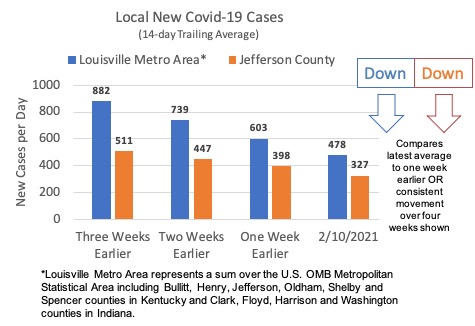 Local New Covid-19 Cases
(14-day Trailing Average)
Louisville Metro Area* Jefferson County
Down Down
New Cases per Day
1000
800
600
400
200
0
882
511
739
447
603
398
478
327
Three Weeks
Earlier
Two Weeks
Earlier
One Week
Earlier
2/10/2021
Compares
latest average
to one week
earlier OR
consistent
movement
over four
weeks shown
*Louisville Metro Area represents a sum over the U.S. OMB Metropolitan
Statistical Area including Bullitt, Henry, Jefferson, Oldham, Shelby and
Spencer counties in Kentucky and Clark, Floyd, Harrison and Washington
counties in Indiana.